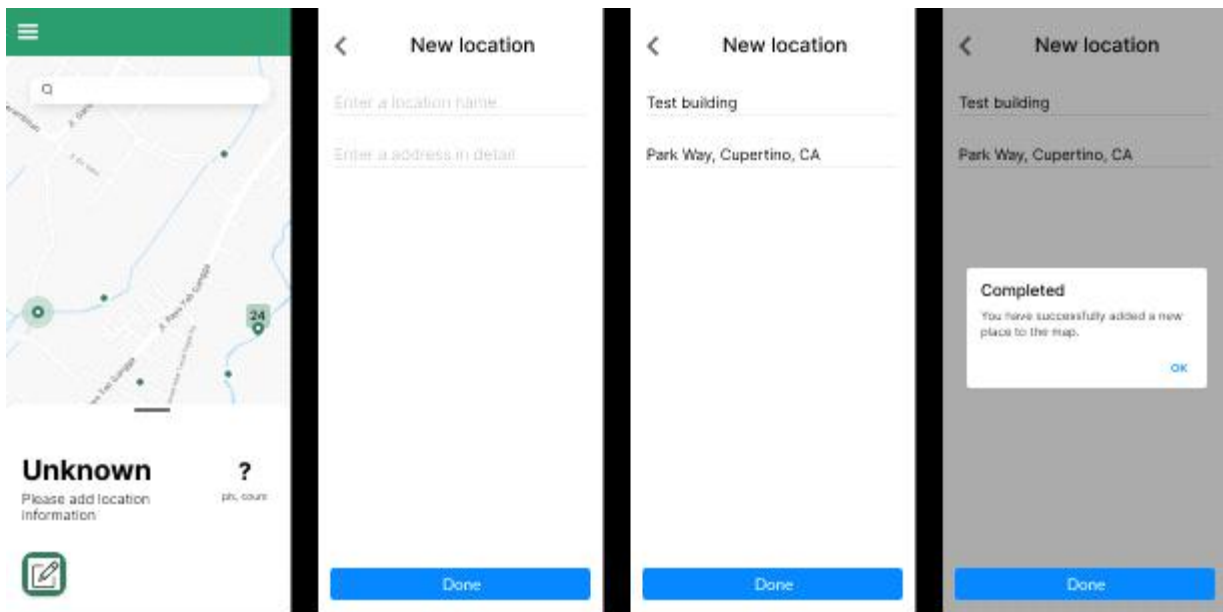 Unknown
?
Please add location
information
24
New location
Enter a location name
Enter a address in detail
Done
New location
Test building
Park Way, Cupertino, CA
Done
New location
Test building
Park Way, Cupertino, CA
Completed
You have successfully added a new
place to the map.
OK
Done